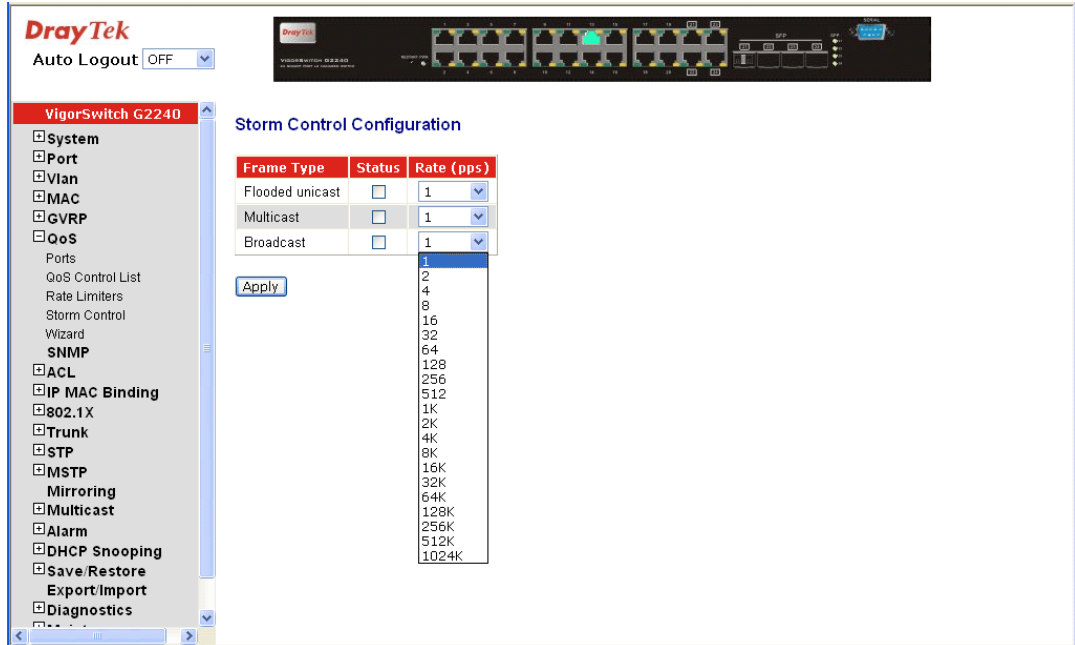 DrayTek
Auto Logout OFF
DrayTek
VIGORSWITCH G2240
SFP
SERIAL
VigorSwitch G2240
System
Port
Vlan
MAC
GVRP
QoS
Ports
QoS Control List
Rate Limiters
Storm Control
Wizard
SNMP
ACL
IP MAC Binding
802.1X
Trunk
STP
MSTP
Mirroring
Multicast
Alarm
DHCP Snooping
Save/Restore
Export/Import
Diagnostics
Storm Control Configuration
Frame Type Status Rate (pps)
Flooded unicast 1
Multicast 1
Broadcast 1
1
2
4
8
16
32
64
128
256
512
1K
2K
4K
8K
16K
32K
64K
128K
256K
512K
1024K
Apply